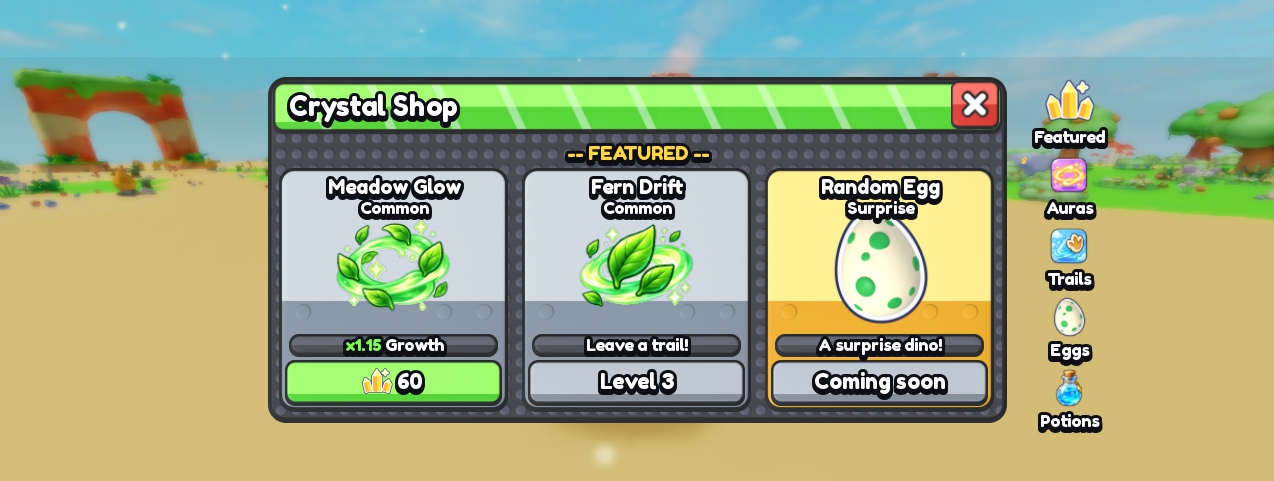 Crystal Shop
-- FEATURED --
Meadow Glow
Common
x1.15 Growth
60
Fern Drift
Common
Leave a trail!
Level 3
Random Egg
Surprise
A surprise dino!
Coming soon
Featured
Auras
Trails
Eggs
Potions